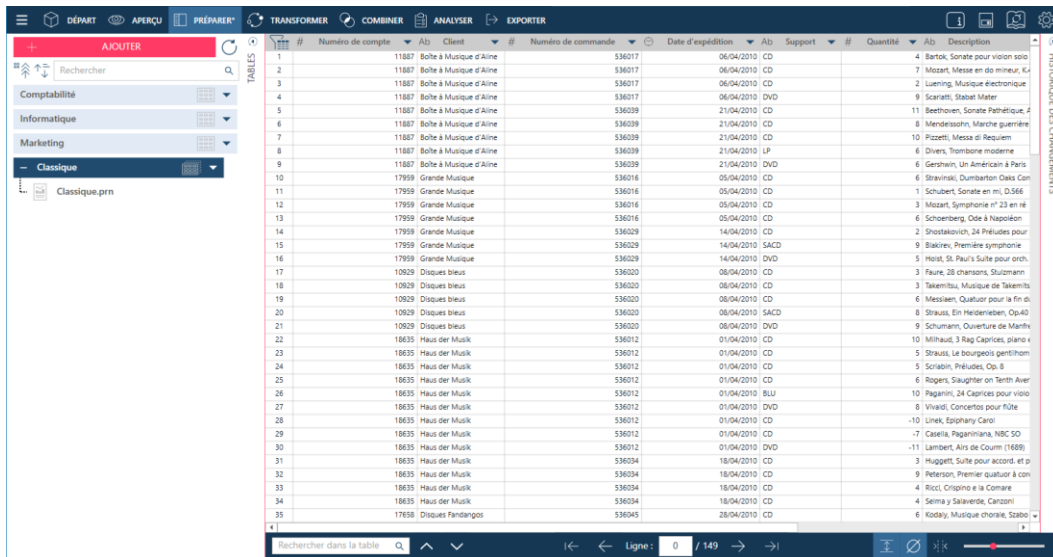 DÉPART APERÇU PRÉPARER* TRANSFORMER COMBINER ANALYSER EXPORTER
AJOUTER
Rechercher
Comptabilité
Informatique
Marketing
Classique
Classique.prn
TABLES
# Numéro de compte Ab Client # Numéro de commande Date d'expédition Ab Support # Quantité Ab Description
1 11887 Boîte à Musique d'Aline 536017 06/04/2010 CD 4 Bartok, Sonate pour violon solo
2 11887 Boîte à Musique d'Aline 536017 06/04/2010 CD 7 Mozart, Messe en do mineur, K.4
3 11887 Boîte à Musique d'Aline 536017 06/04/2010 CD 2 Luening, Musique électronique
4 11887 Boîte à Musique d'Aline 536017 06/04/2010 DVD 9 Scarlatti, Stabat Mater
5 11887 Boîte à Musique d'Aline 536039 21/04/2010 CD 11 Beethoven, Sonate Pathétique, A
6 11887 Boîte à Musique d'Aline 536039 21/04/2010 CD 8 Mendelssohn, Marche guerrière
7 11887 Boîte à Musique d'Aline 536039 21/04/2010 CD 10 Pizzetti, Messa di Requiem
8 11887 Boîte à Musique d'Aline 536039 21/04/2010 LP 6 Divers, Trombone moderne
9 11887 Boîte à Musique d'Aline 536039 21/04/2010 DVD 6 Gershwin, Un Américain à Paris
10 17959 Grande Musique 536016 05/04/2010 CD 6 Stravinski, Dumbarton Oaks Con
11 17959 Grande Musique 536016 05/04/2010 CD 1 Schubert, Sonate en mi, D.566
12 17959 Grande Musique 536016 05/04/2010 CD 3 Mozart, Symphonie n° 23 en ré
13 17959 Grande Musique 536016 05/04/2010 CD 6 Schoenberg, Ode à Napoléon
14 17959 Grande Musique 536029 14/04/2010 CD 2 Shostakovich, 24 Préludes pour
15 17959 Grande Musique 536029 14/04/2010 SACD 9 Blakirev, Première symphonie
16 17959 Grande Musique 536029 14/04/2010 DVD 5 Holst, St. Paul's Suite pour orch.
17 10929 Disques bleus 536020 08/04/2010 CD 3 Faure, 28 chansons, Stulzmann
18 10929 Disques bleus 536020 08/04/2010 CD 3 Takemitsu, Musique de Takemits
19 10929 Disques bleus 536020 08/04/2010 CD 6 Messiaen, Quatuor pour la fin du
20 10929 Disques bleus 536020 08/04/2010 SACD 8 Strauss, Ein Heldenleben, Op.40
21 10929 Disques bleus 536020 08/04/2010 DVD 9 Schumann, Ouverture de Manfre
22 18635 Haus der Musik 536012 01/04/2010 CD 10 Milhaud, 3 Rag Caprices, piano e
23 18635 Haus der Musik 536012 01/04/2010 CD 5 Strauss, Le bourgeois gentilhom
24 18635 Haus der Musik 536012 01/04/2010 CD 5 Scriabin, Préludes, Op. 8
25 18635 Haus der Musik 536012 01/04/2010 CD 6 Rogers, Slaughter on Tenth Aver
26 18635 Haus der Musik 536012 01/04/2010 BLU 10 Paganini, 24 Caprices pour violo
27 18635 Haus der Musik 536012 01/04/2010 DVD 8 Vivaldi, Concertos pour flûte
28 18635 Haus der Musik 536012 01/04/2010 CD -10 Linek, Epiphany Carol
29 18635 Haus der Musik 536012 01/04/2010 CD -7 Casella, Paganiniana, NBC SO
30 18635 Haus der Musik 536012 01/04/2010 DVD -11 Lambert, Airs de Courm (1689)
31 18635 Haus der Musik 536034 18/04/2010 CD 3 Huggett, Suite pour accord. et p
32 18635 Haus der Musik 536034 18/04/2010 CD 9 Peterson, Premier quatuor à cor
33 18635 Haus der Musik 536034 18/04/2010 CD 4 Ricci, Crispino e la Comare
34 18635 Haus der Musik 536034 18/04/2010 CD 5 Selma y Salaverde, Canzoni
35 17658 Disques Fandangos 536045 28/04/2010 CD 6 Kodaly, Musique chorale, Szabo
HISTORIQUE DES CHANGEMENTS
Rechercher dans la table Ligne : 0 / 149